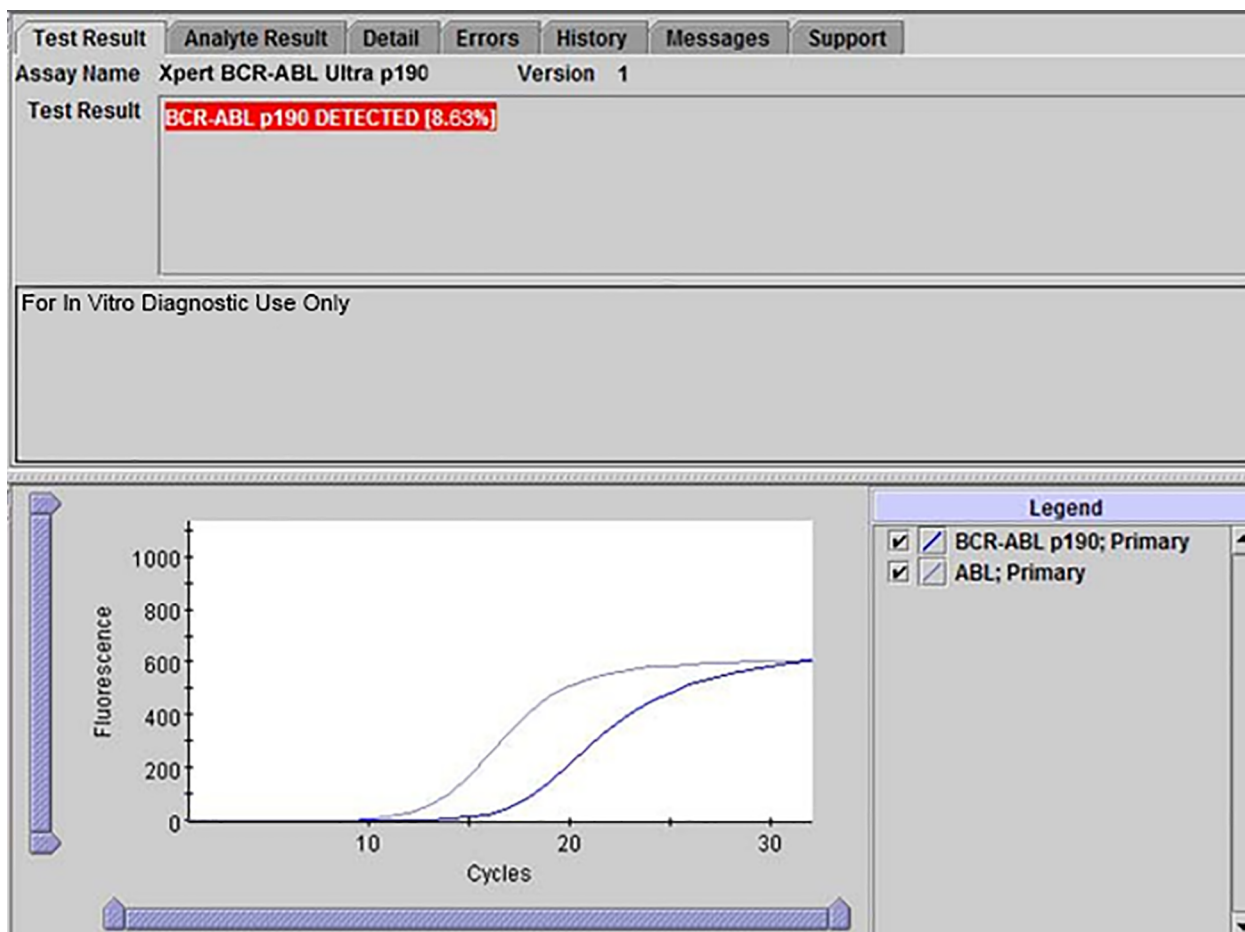 Test Result Analyte Result Detail Errors History Messages Support
Assay Name Xpert BCR-ABL Ultra p190 Version 1
Test Result BCR-ABL p190 DETECTED [8.63%]
For In Vitro Diagnostic Use Only
Legend
BCR-ABL p190; Primary
ABL; Primary
1000
800
600
400
200
0
Fluorescence
10 20 30
Cycles